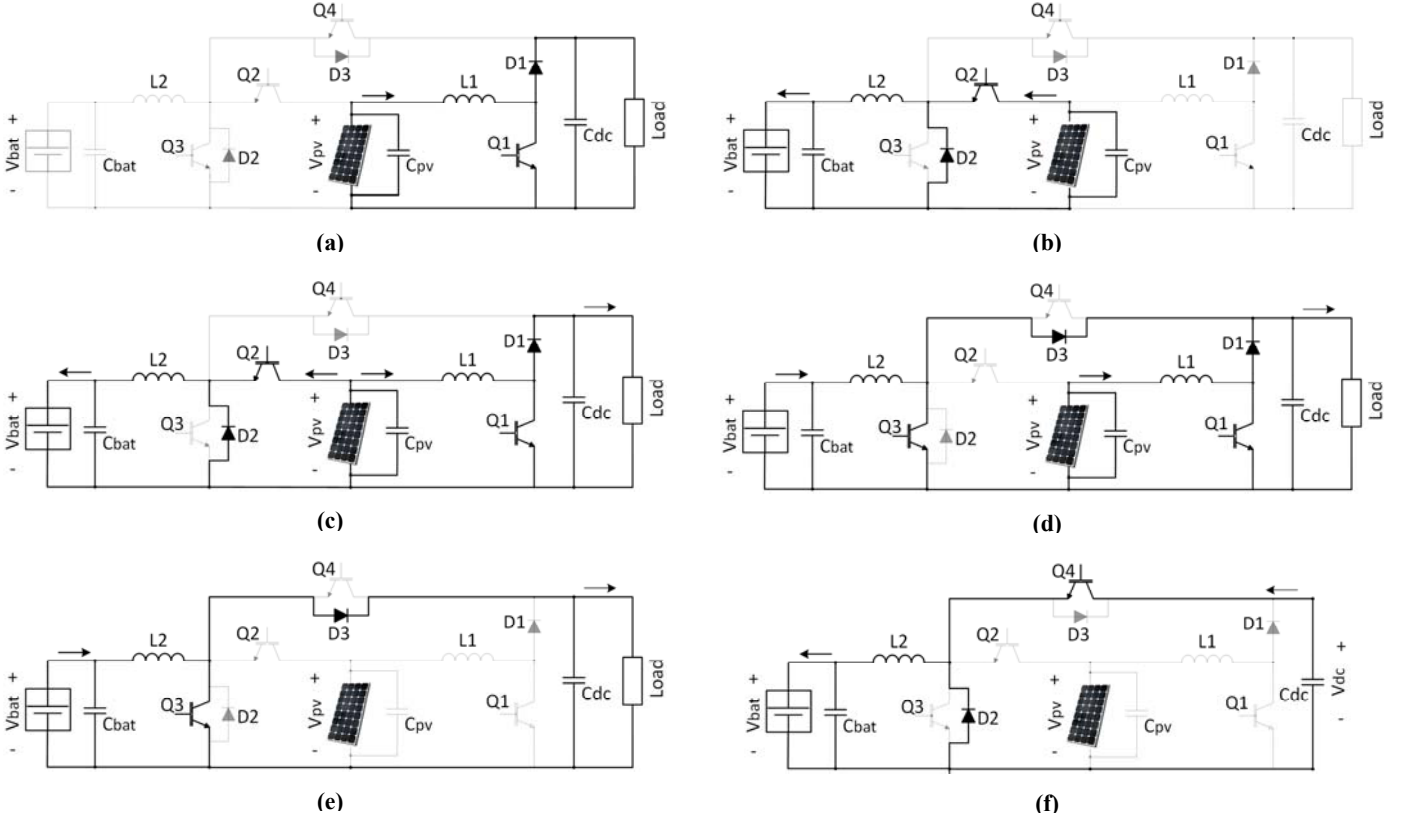 Q4
D3
D1
L2
Q2
L1
+
Vbat
-
Cbat
Q3
D2
+
Vpv
-
Cpv
Q1
Cdc
Load
(a)
Q4
D3
D1
L2
Q2
L1
+
Vbat
-
Cbat
Q3
D2
+
Vpv
-
Cpv
Q1
Cdc
Load
(b)
Q4
D3
D1
L2
Q2
L1
+
Vbat
-
Cbat
Q3
D2
+
Vpv
-
Cpv
Q1
Cdc
Load
(c)
Q4
D3
D1
L2
Q2
L1
+
Vbat
-
Cbat
Q3
D2
+
Vpv
-
Cpv
Q1
Cdc
Load
(d)
Q4
D3
D1
L2
Q2
L1
+
Vbat
-
Cbat
Q3
D2
+
Vpv
-
Cpv
Q1
Cdc
Load
(e)
Q4
D3
D1
L2
Q2
L1
+
Vbat
-
Cbat
Q3
D2
+
Vpv
-
Cpv
Q1
Cdc
+
Vdc
-
(f)